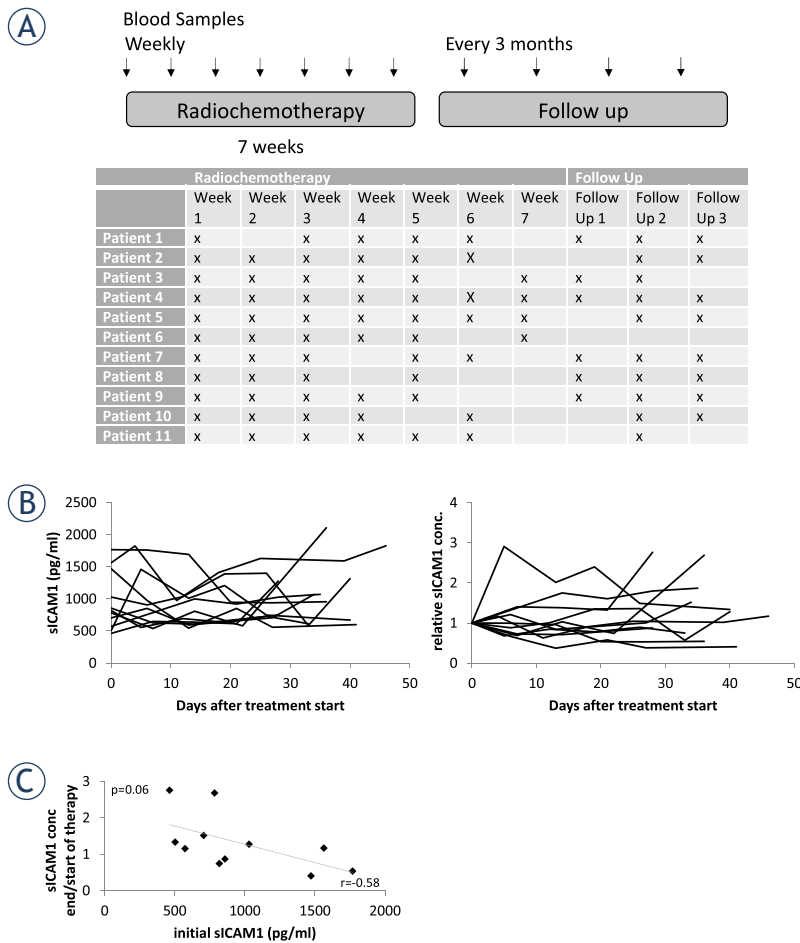 A
Blood Samples
Weekly
Every 3 months
Radiochemotherapy
Follow up
7 weeks
Radiochemotherapy Follow Up
Week 1 Week 2 Week 3 Week 4 Week 5 Week 6 Week 7 Follow Up 1 Follow Up 2 Follow Up 3
Patient 1 x x x x x x x x
Patient 2 x x x x x X x x
Patient 3 x x x x x x x x
Patient 4 x x x x x X x x x x
Patient 5 x x x x x x x x x
Patient 6 x x x x x x
Patient 7 x x x x x x x x
Patient 8 x x x x x x x
Patient 9 x x x x x x x x
Patient 10 x x x x x x x
Patient 11 x x x x x x x
B
sICAM1 (pg/ml)
2500
2000
1500
1000
500
0
0 10 20 30 40 50
Days after treatment start
relative sICAM1 conc.
4
3
2
1
0
0 10 20 30 40 50
Days after treatment start
C
sICAM1 conc
end/start of therapy
3
2
1
0
p=0.06
r=-0.58
0 500 1000 1500 2000
initial sICAM1 (pg/ml)